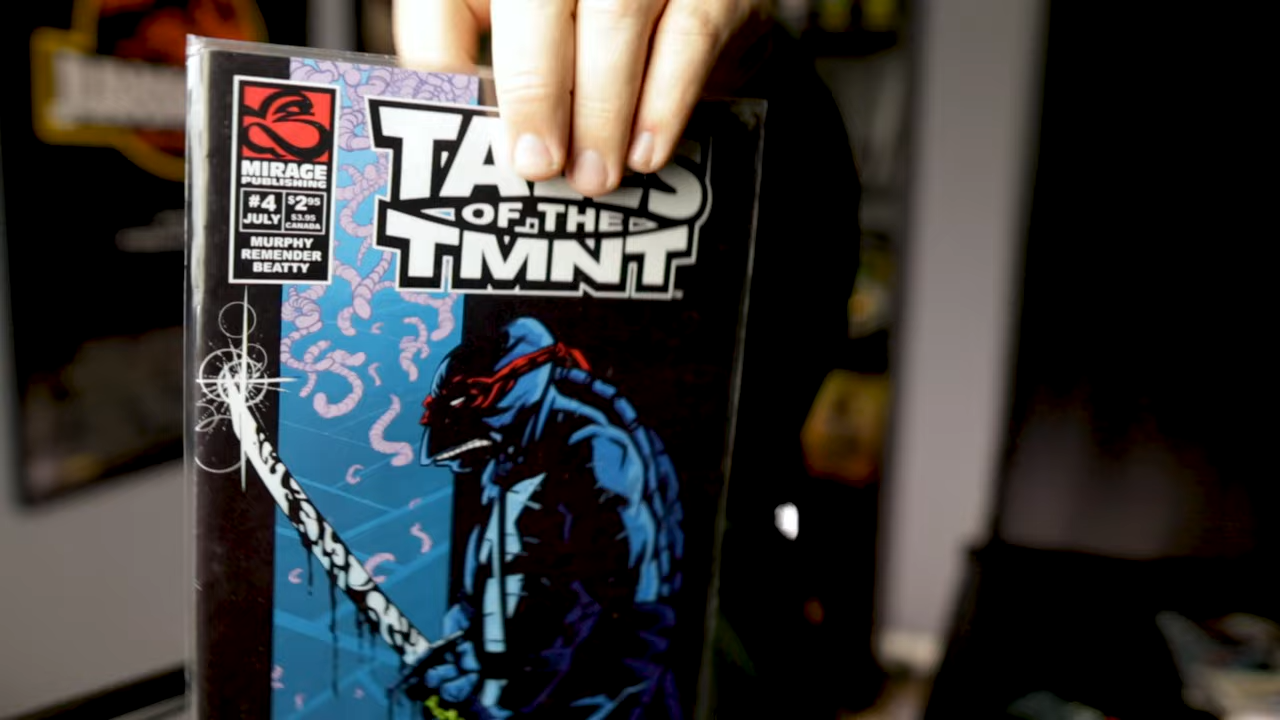 MIRAGE
PUBLISHING
#4
JULY
$2.95
$3.95
CANADA
MURPHY
REMENDER
BEATTY
TALES
OF THE
TMNT